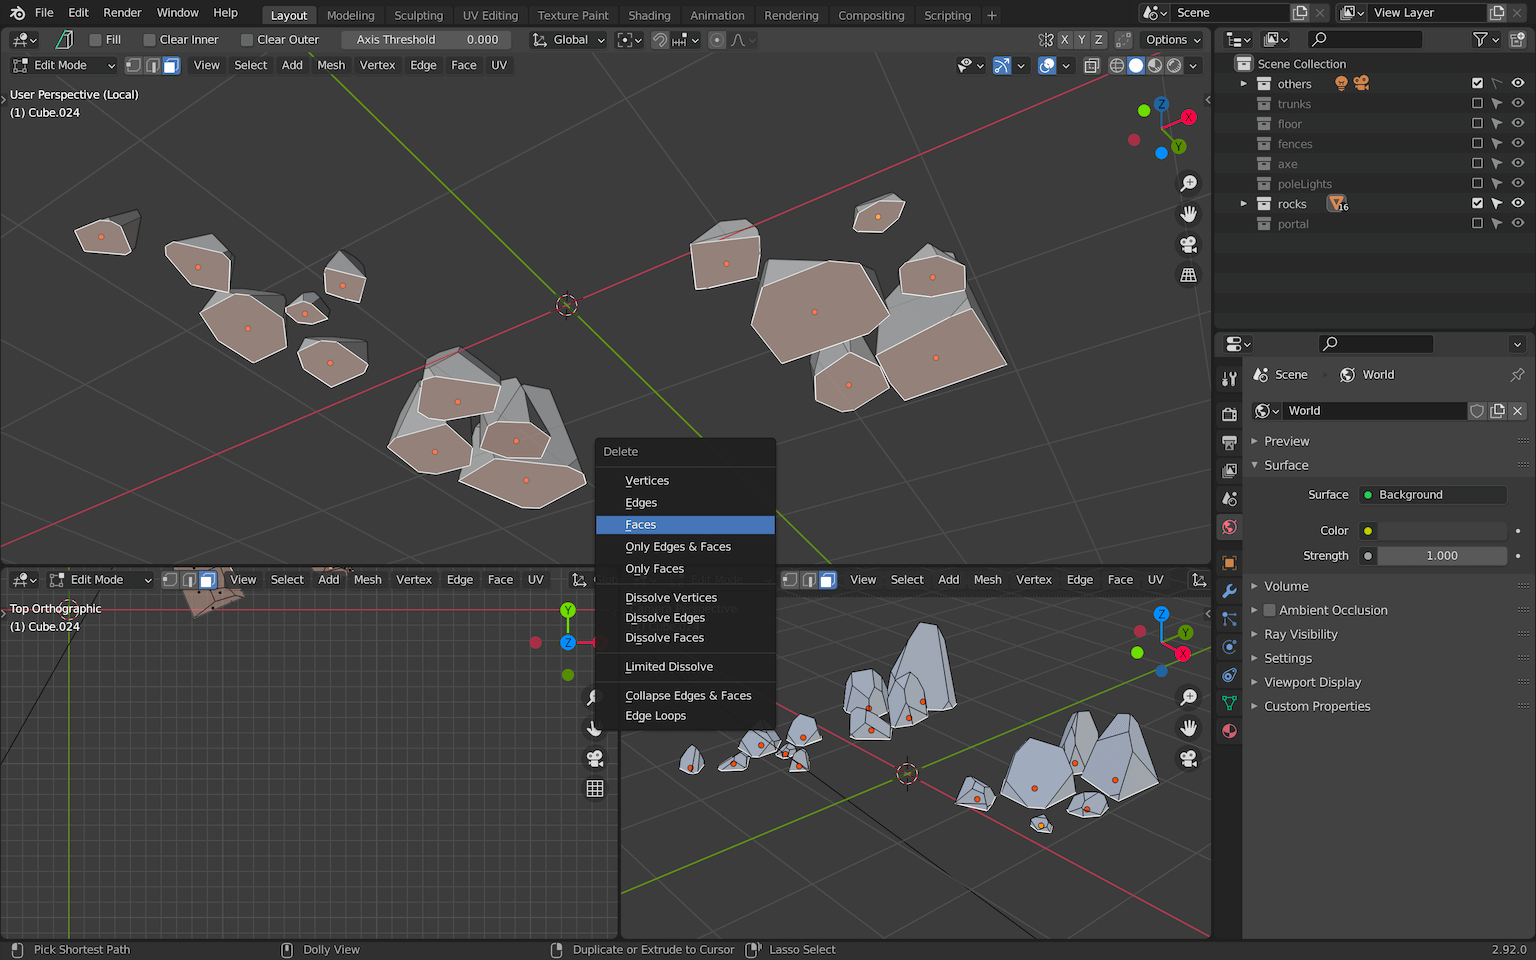 File Edit Render Window Help Layout Modeling Sculpting UV Editing Texture Paint Shading Animation Rendering Compositing Scripting + Scene View Layer
Fill Clear Inner Clear Outer Axis Threshold 0.000 Global X Y Z Options
Edit Mode View Select Add Mesh Vertex Edge Face UV
User Perspective (Local)
(1) Cube.024
Z
X
Y
Scene Collection
others
trunks
floor
fences
axe
poleLights
rocks 16
portal
Scene World
World
Preview
Surface
Surface Background
Color
Strength 1.000
Volume
Ambient Occlusion
Ray Visibility
Settings
Viewport Display
Custom Properties
Delete
Vertices
Edges
Faces
Only Edges & Faces
Only Faces
Dissolve Vertices
Dissolve Edges
Dissolve Faces
Limited Dissolve
Collapse Edges & Faces
Edge Loops
Edit Mode View Select Add Mesh Vertex Edge Face UV
Top Orthographic
(1) Cube.024
Y
Z
View Select Add Mesh Vertex Edge Face UV
Z
Y
X
Pick Shortest Path Dolly View Duplicate or Extrude to Cursor Lasso Select 2.92.0